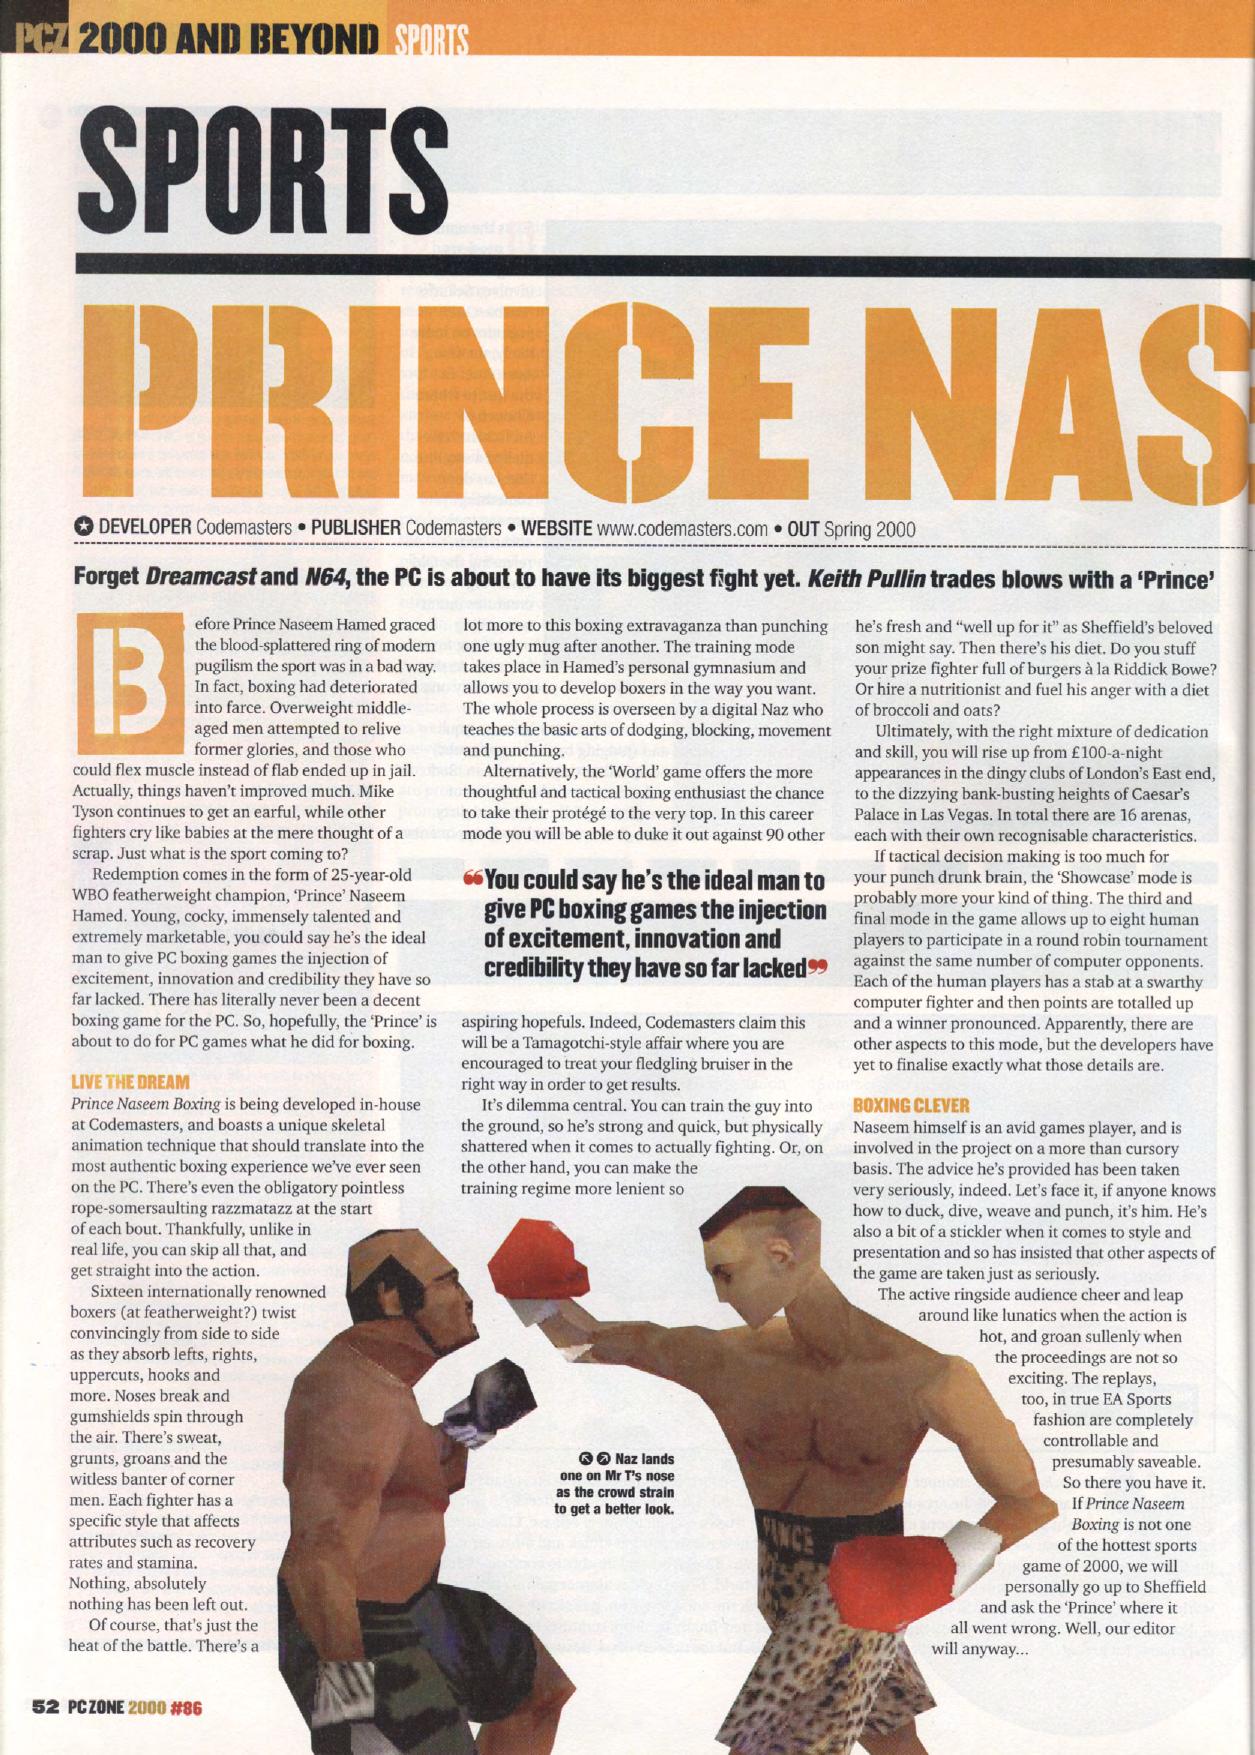 PCZ 2000 AND BEYOND SPORTS
SPORTS
PRINCE NAS
DEVELOPER Codemasters • PUBLISHER Codemasters • WEBSITE www.codemasters.com • OUT Spring 2000
Forget Dreamcast and N64, the PC is about to have its biggest fight yet. Keith Pullin trades blows with a ‘Prince’
Before Prince Naseem Hamed graced
the blood-splattered ring of modern
pugilism the sport was in a bad way.
In fact, boxing had deteriorated
into farce. Overweight middle-
aged men attempted to relive
former glories, and those who
could flex muscle instead of flab ended up in jail.
Actually, things haven't improved much. Mike
Tyson continues to get an earful, while other
fighters cry like babies at the mere thought of a
scrap. Just what is the sport coming to?
Redemption comes in the form of 25-year-old
WBO featherweight champion, ‘Prince’ Naseem
Hamed. Young, cocky, immensely talented and
extremely marketable, you could say he's the ideal
man to give PC boxing games the injection of
excitement, innovation and credibility they have so
far lacked. There has literally never been a decent
boxing game for the PC. So, hopefully, the ‘Prince’ is
about to do for PC games what he did for boxing.
LIVE THE DREAM
Prince Naseem Boxing is being developed in-house
at Codemasters, and boasts a unique skeletal
animation technique that should translate into the
most authentic boxing experience we've ever seen
on the PC. There's even the obligatory pointless
rope-somersaulting razzmatazz at the start
of each bout. Thankfully, unlike in
real life, you can skip all that, and
get straight into the action.
Sixteen internationally renowned
boxers (at featherweight?) twist
convincingly from side to side
as they absorb lefts, rights,
uppercuts, hooks and
more. Noses break and
gumshields spin through
the air. There's sweat,
grunts, groans and the
witless banter of corner
men. Each fighter has a
specific style that affects
attributes such as recovery
rates and stamina.
Nothing, absolutely
nothing has been left out.
Of course, that's just the
heat of the battle. There's a
lot more to this boxing extravaganza than punching
one ugly mug after another. The training mode
takes place in Hamed's personal gymnasium and
allows you to develop boxers in the way you want.
The whole process is overseen by a digital Naz who
teaches the basic arts of dodging, blocking, movement
and punching.
Alternatively, the ‘World’ game offers the more
thoughtful and tactical boxing enthusiast the chance
to take their protégé to the very top. In this career
mode you will be able to duke it out against 90 other
“You could say he's the ideal man to
give PC boxing games the injection
of excitement, innovation and
credibility they have so far lacked”
aspiring hopefuls. Indeed, Codemasters claim this
will be a Tamagotchi-style affair where you are
encouraged to treat your fledgling bruiser in the
right way in order to get results.
It's dilemma central. You can train the guy into
the ground, so he's strong and quick, but physically
shattered when it comes to actually fighting. Or, on
the other hand, you can make the
training regime more lenient so
Naz lands
one on Mr T's nose
as the crowd strain
to get a better look.
PRINCE
he's fresh and “well up for it” as Sheffield's beloved
son might say. Then there's his diet. Do you stuff
your prize fighter full of burgers à la Riddick Bowe?
Or hire a nutritionist and fuel his anger with a diet
of broccoli and oats?
Ultimately, with the right mixture of dedication
and skill, you will rise up from £100-a-night
appearances in the dingy clubs of London's East end,
to the dizzying bank-busting heights of Caesar's
Palace in Las Vegas. In total there are 16 arenas,
each with their own recognisable characteristics.
If tactical decision making is too much for
your punch drunk brain, the ‘Showcase’ mode is
probably more your kind of thing. The third and
final mode in the game allows up to eight human
players to participate in a round robin tournament
against the same number of computer opponents.
Each of the human players has a stab at a swarthy
computer fighter and then points are totalled up
and a winner pronounced. Apparently, there are
other aspects to this mode, but the developers have
yet to finalise exactly what those details are.
BOXING CLEVER
Naseem himself is an avid games player, and is
involved in the project on a more than cursory
basis. The advice he's provided has been taken
very seriously, indeed. Let's face it, if anyone knows
how to duck, dive, weave and punch, it's him. He's
also a bit of a stickler when it comes to style and
presentation and so has insisted that other aspects of
the game are taken just as seriously.
The active ringside audience cheer and leap
around like lunatics when the action is
hot, and groan sullenly when
the proceedings are not so
exciting. The replays,
too, in true EA Sports
fashion are completely
controllable and
presumably saveable.
So there you have it.
If Prince Naseem
Boxing is not one
of the hottest sports
game of 2000, we will
personally go up to Sheffield
and ask the ‘Prince’ where it
all went wrong. Well, our editor
will anyway...
52 PC ZONE 2000 #86